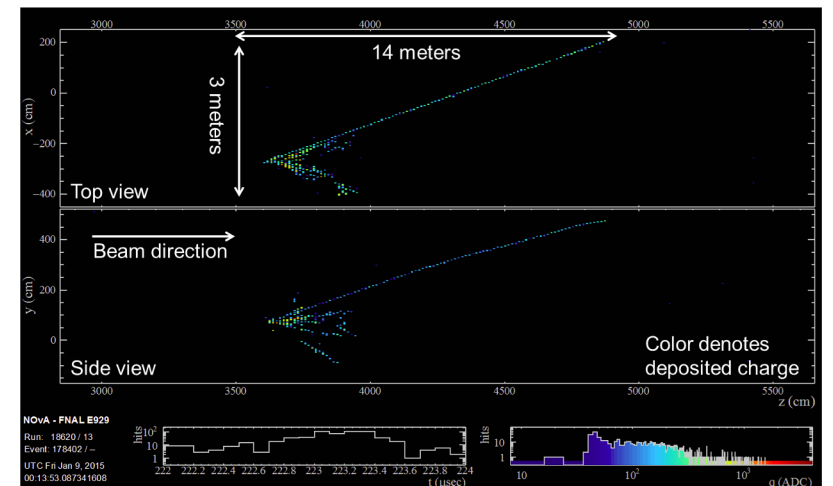 3000 3500 4000 4500 5000 5500
200
0
−200
−400
x (cm)
14 meters
3 meters
Top view
400
200
0
y (cm)
Beam direction
Side view
Color denotes
deposited charge
3000 3500 4000 4500 5000 5500
z (cm)
NOvA - FNAL E929
Run: 18620 / 13
Event: 178402 / --
UTC Fri Jan 9, 2015
00:13:53.087341608
hits
10²
10
1
222 222.2 222.4 222.6 222.8 223 223.2 223.4 223.6 223.8 224
t (μsec)
hits
10
1
10 10² 10³
q (ADC)